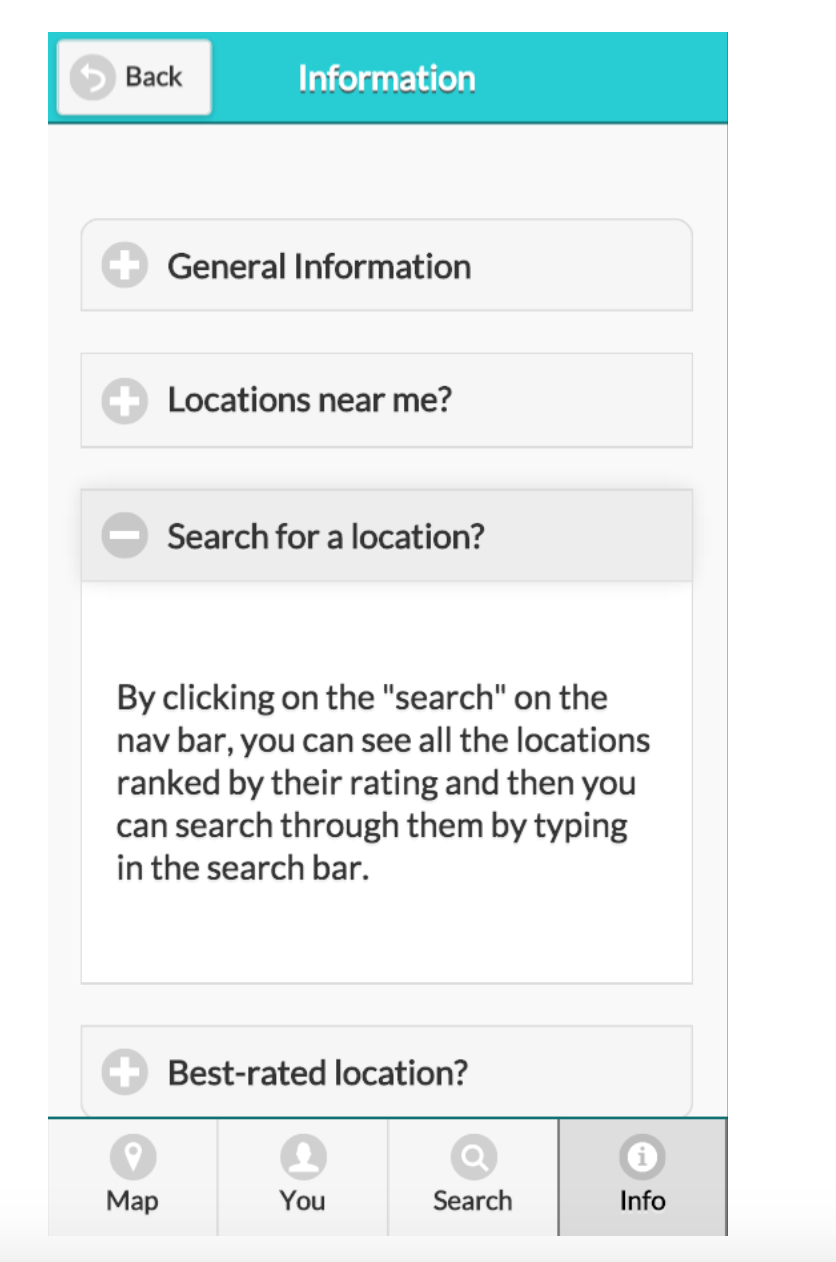 Back
Information
General Information
Locations near me?
Search for a location?
By clicking on the "search" on the
nav bar, you can see all the locations
ranked by their rating and then you
can search through them by typing
in the search bar.
Best-rated location?
Map
You
Search
Info